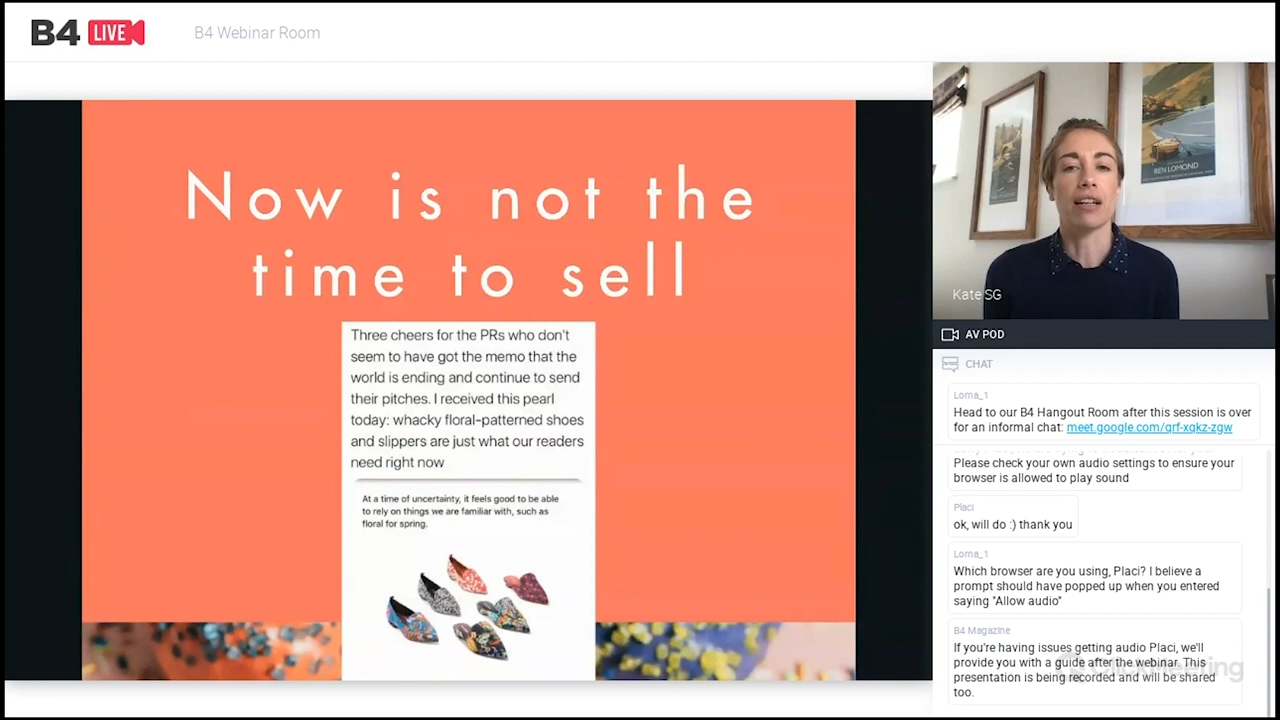 B4 LIVE
B4 Webinar Room
Now is not the
time to sell
Three cheers for the PRs who don't
seem to have got the memo that the
world is ending and continue to send
their pitches. I received this pearl
today: whacky floral-patterned shoes
and slippers are just what our readers
need right now
At a time of uncertainty, it feels good to be able
to rely on things we are familiar with, such as
floral for spring.
BEN LOMOND
Kate SG
AV POD
CHAT
Lorna_1
Head to our B4 Hangout Room after this session is over
for an informal chat: meet.google.com/qrf-xqkz-zgw
Please check your own audio settings to ensure your
browser is allowed to play sound
Placi
ok, will do :) thank you
Lorna_1
Which browser are you using, Placi? I believe a
prompt should have popped up when you entered
saying "Allow audio"
B4 Magazine
If you're having issues getting audio Placi, we'll
provide you with a guide after the webinar. This
presentation is being recorded and will be shared
too.
ClickMeeting